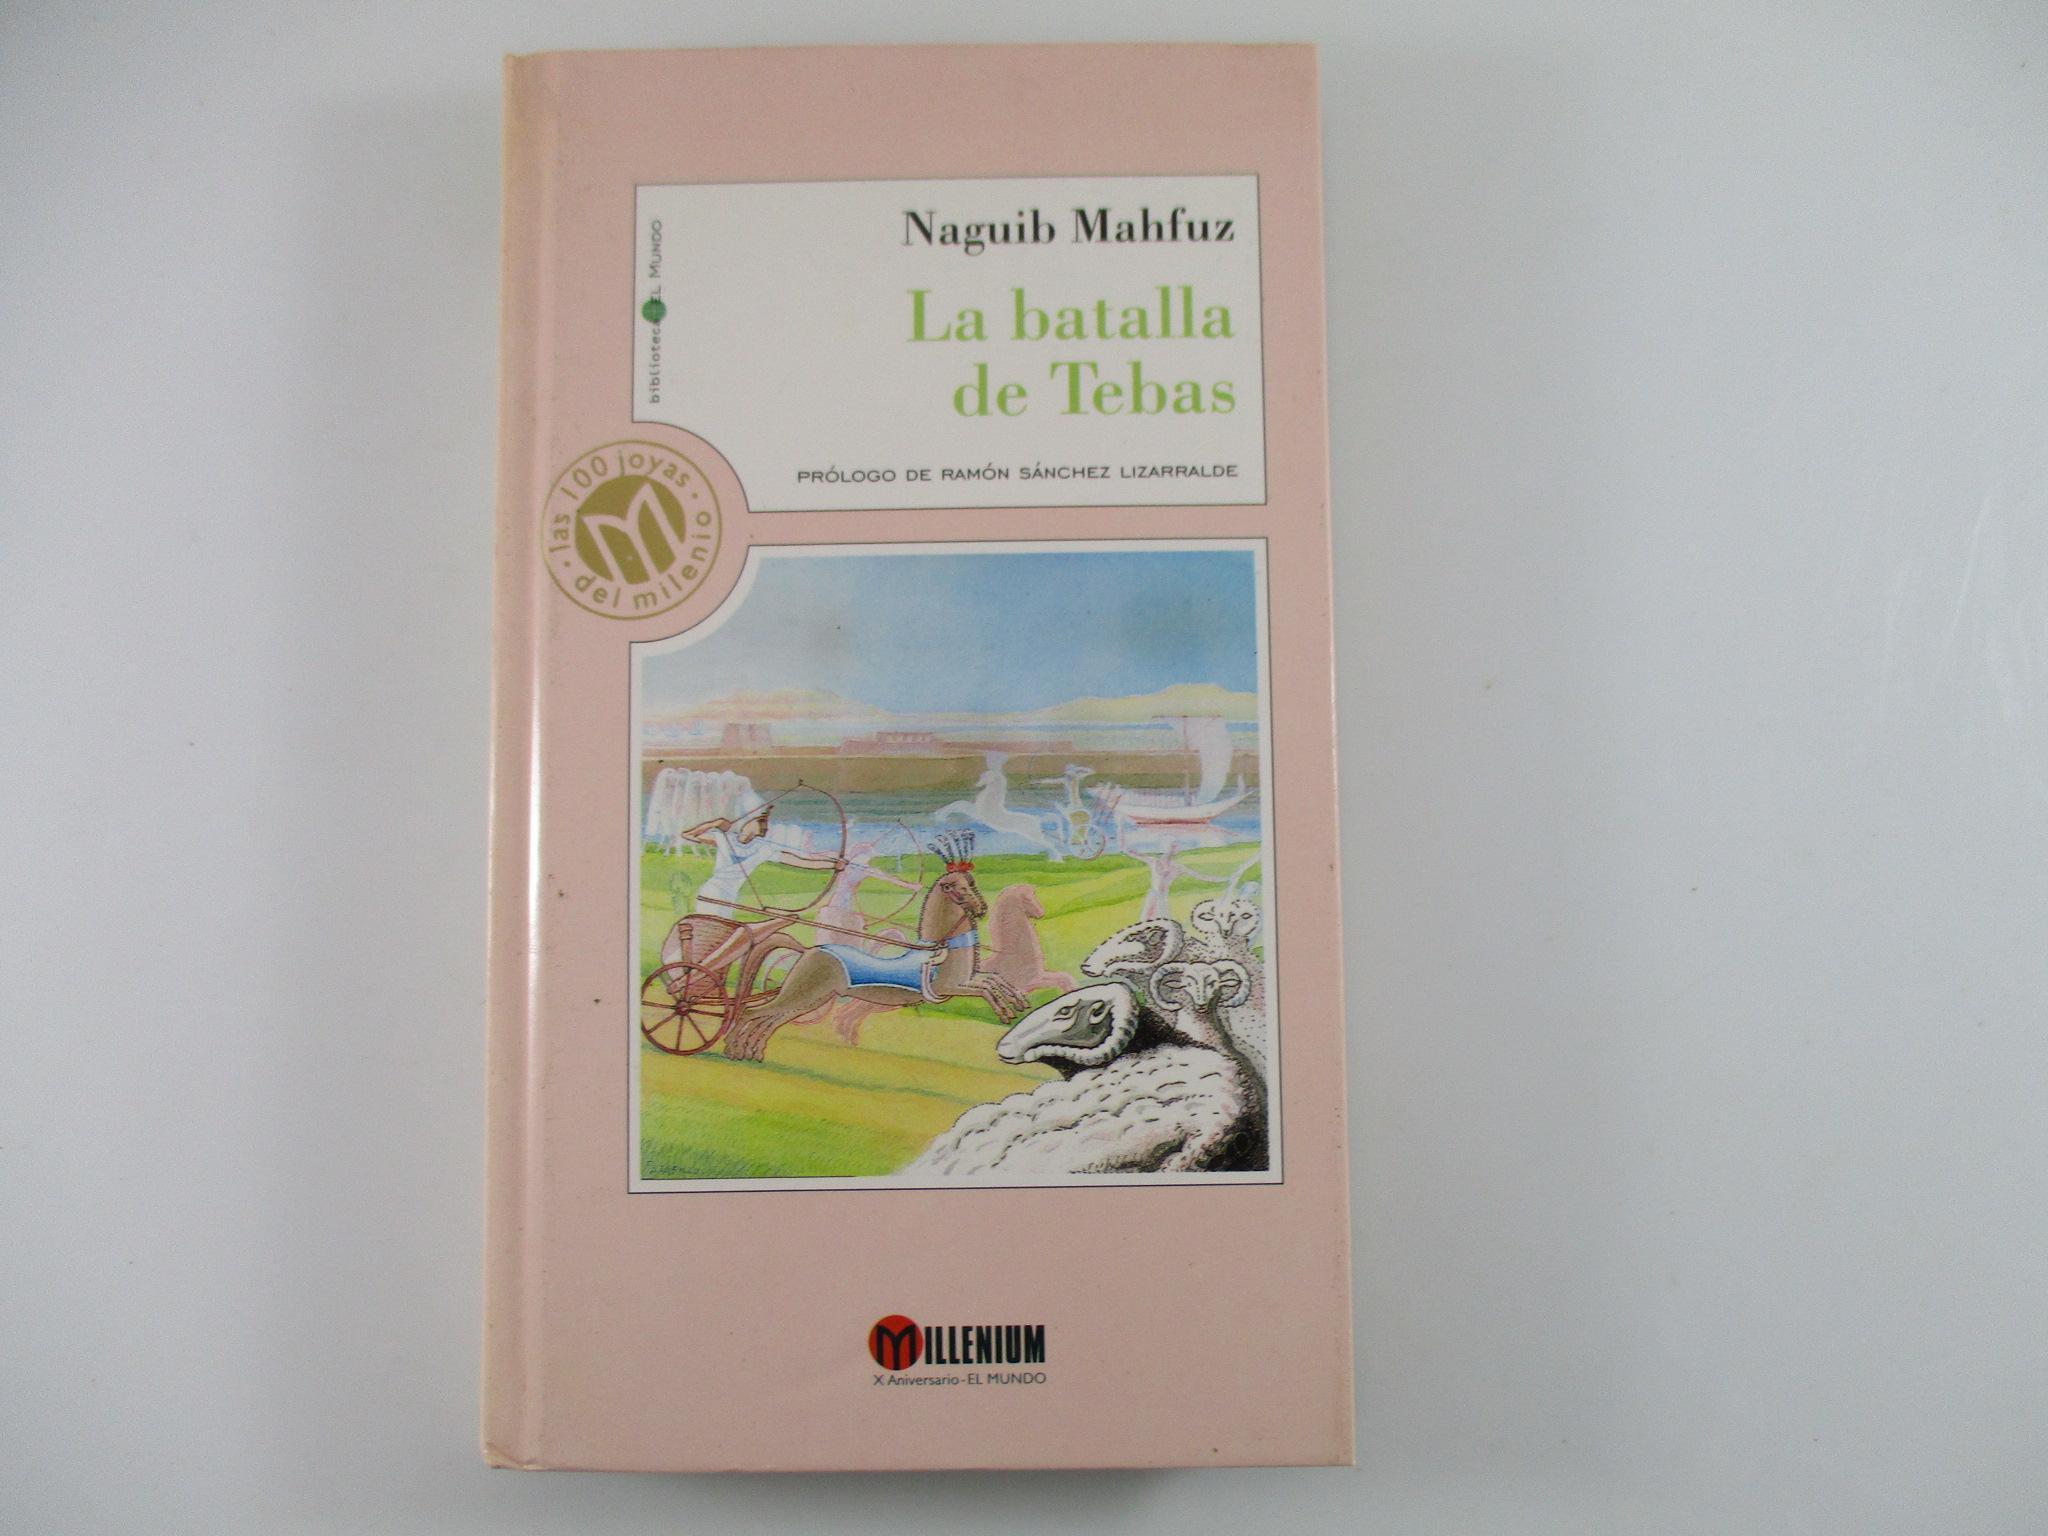 Naguib Mahfuz
La batalla
de Tebas
PRÓLOGO DE RAMÓN SÁNCHEZ LIZARRALDE
biblioteca EL MUNDO
las 100 joyas
del milenio
MILLENIUM
X Aniversario-EL MUNDO